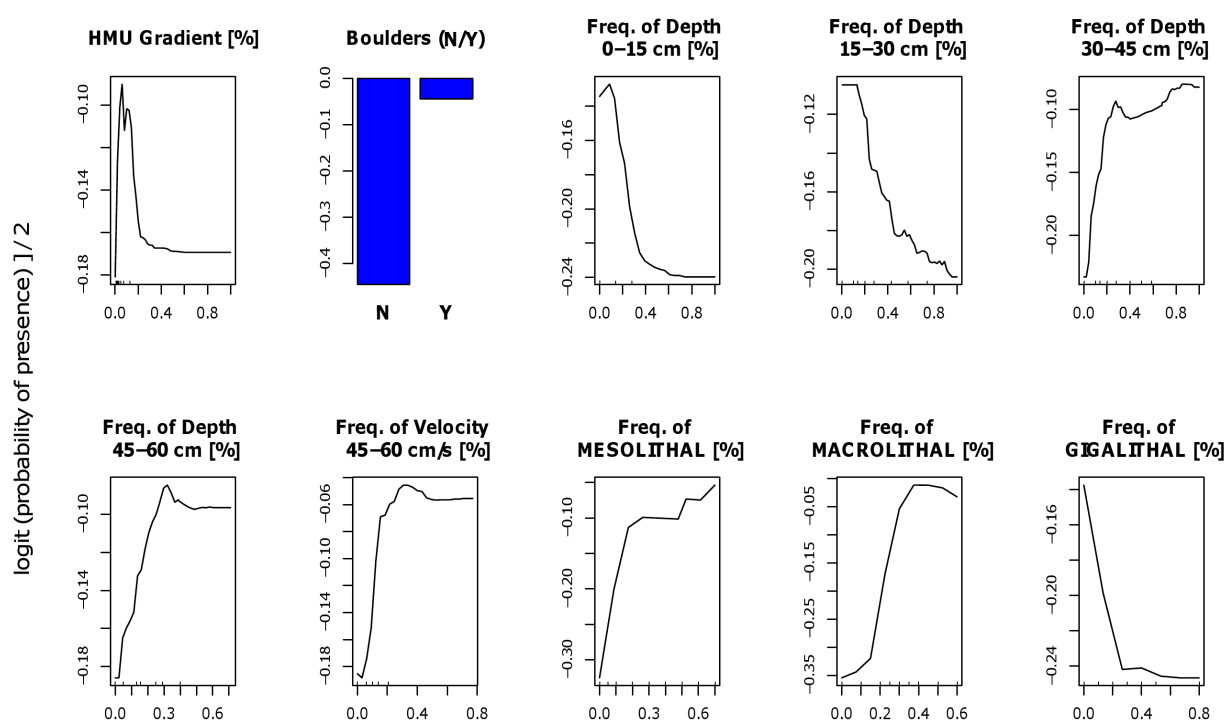 HMU Gradient [%]
Boulders (N/Y)
Freq. of Depth
0–15 cm [%]
Freq. of Depth
15–30 cm [%]
Freq. of Depth
30–45 cm [%]
−0.10
−0.14
−0.18
0.0 0.4 0.8
0.0
−0.1
−0.2
−0.3
−0.4
N Y
−0.16
−0.20
−0.24
0.0 0.4 0.8
−0.12
−0.16
−0.20
0.0 0.4 0.8
−0.10
−0.15
−0.20
0.0 0.4 0.8
logit (probability of presence) ] / 2
Freq. of Depth
45–60 cm [%]
Freq. of Velocity
45–60 cm/s [%]
Freq. of
MESOLITHAL [%]
Freq. of
MACROLITHAL [%]
Freq. of
GIGALITHAL [%]
−0.10
−0.14
−0.18
0.0 0.2 0.6
−0.06
−0.10
−0.14
−0.18
0.0 0.4 0.8
−0.10
−0.20
−0.30
0.0 0.2 0.6
−0.05
−0.15
−0.25
−0.35
0.0 0.2 0.4 0.6
−0.16
−0.20
−0.24
0.0 0.4 0.8